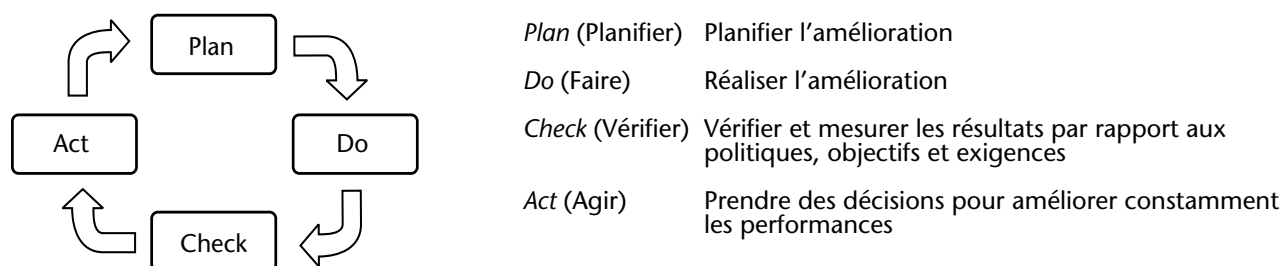 Plan
Do
Check
Act
Plan (Planifier) Planifier l’amélioration
Do (Faire) Réaliser l’amélioration
Check (Vérifier) Vérifier et mesurer les résultats par rapport aux
politiques, objectifs et exigences
Act (Agir) Prendre des décisions pour améliorer constamment
les performances